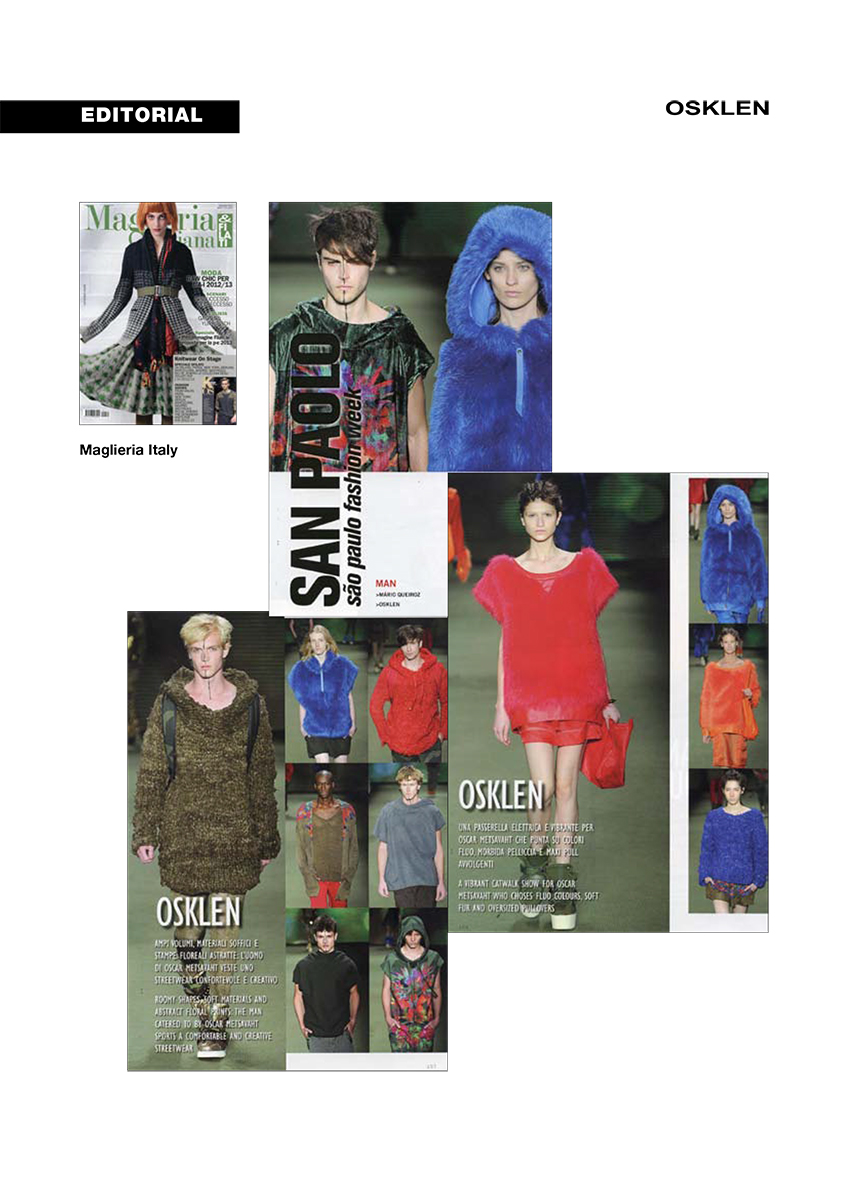 EDITORIAL
OSKLEN
Maglieria
Italiana
& FILATI
MODA
CHIC PER
A-I 2012/13
Knitwear On Stage
Maglieria Italy
SAN PAOLO
são paulo fashion week
MAN
>MÁRIO QUEIROZ
>OSKLEN
OSKLEN
UNA PASSERELLA ELETTRICA E VIBRANTE PER
OSCAR METSAVAHT CHE PUNTA SU COLORI
FLUO, MORBIDA PELLICCIA E MAXI PULL
AVVOLGENTI
A VIBRANT CATWALK SHOW FOR OSCAR
METSAVAHT WHO CHOSES FLUO COLOURS, SOFT
FUR AND OVERSIZED PULLOVERS
OSKLEN
AMPI VOLUMI, MATERIALI SOFFICI E
STAMPE FLOREALI ASTRATTE: L'UOMO
DI OSCAR METSAVAHT VESTE UNO
STREETWEAR CONFORTEVOLE E CREATIVO
ROOMY SHAPES, SOFT MATERIALS AND
ABSTRACT FLORAL PRINTS: THE MAN
CATERED TO BY OSCAR METSAVAHT
SPORTS A COMFORTABLE AND CREATIVE
STREETWEAR